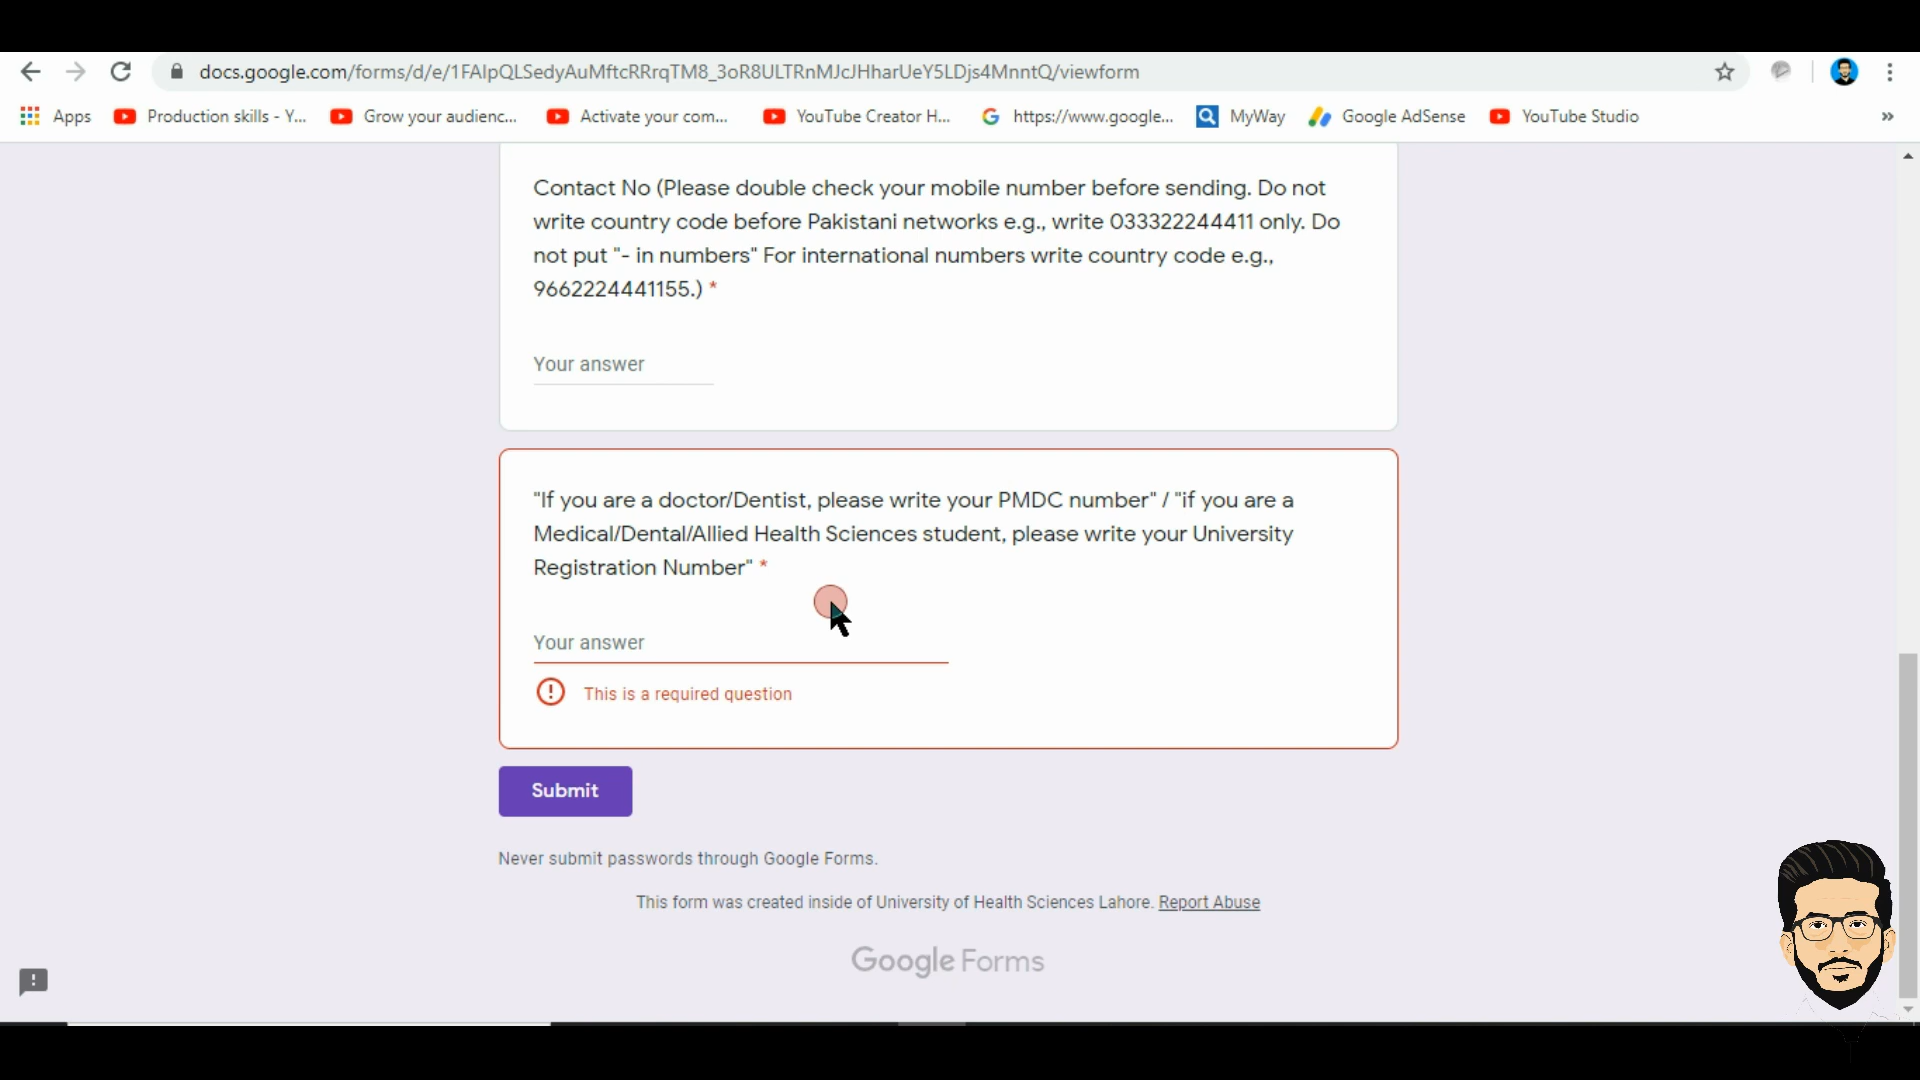 docs.google.com/forms/d/e/1FAIpQLSedyAuMftcRRrqTM8_3oR8ULTRnMJcJHharUeY5LDjs4MnntQ/viewform
Apps Production skills - Y... Grow your audienc... Activate your com... YouTube Creator H... https://www.google... MyWay Google AdSense YouTube Studio »
Contact No (Please double check your mobile number before sending. Do not
write country code before Pakistani networks e.g., write 033322244411 only. Do
not put "- in numbers" For international numbers write country code e.g.,
9662224441155.) *
Your answer
"If you are a doctor/Dentist, please write your PMDC number" / "if you are a
Medical/Dental/Allied Health Sciences student, please write your University
Registration Number" *
Your answer
This is a required question
Submit
Never submit passwords through Google Forms.
This form was created inside of University of Health Sciences Lahore. Report Abuse
Google Forms